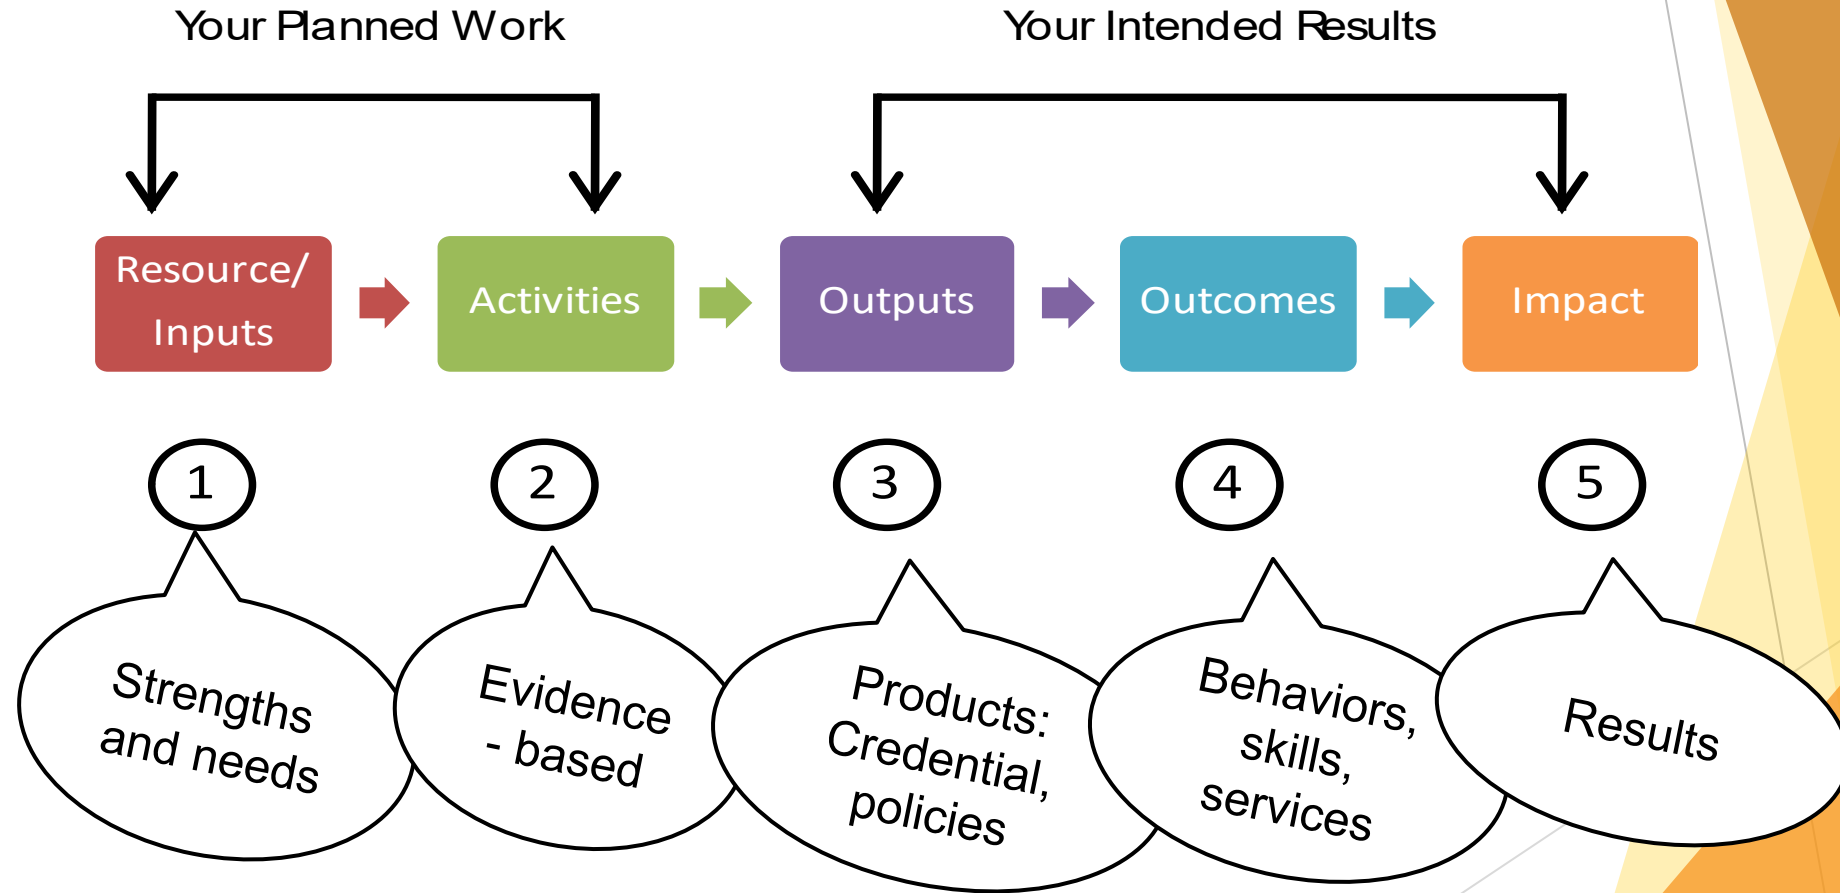 Your Planned Work
Your Intended Results
Resource/
Inputs
Activities
Outputs
Outcomes
Impact
1
2
3
4
5
Strengths
and needs
Evidence
- based
Products:
Credential,
policies
Behaviors,
skills,
services
Results